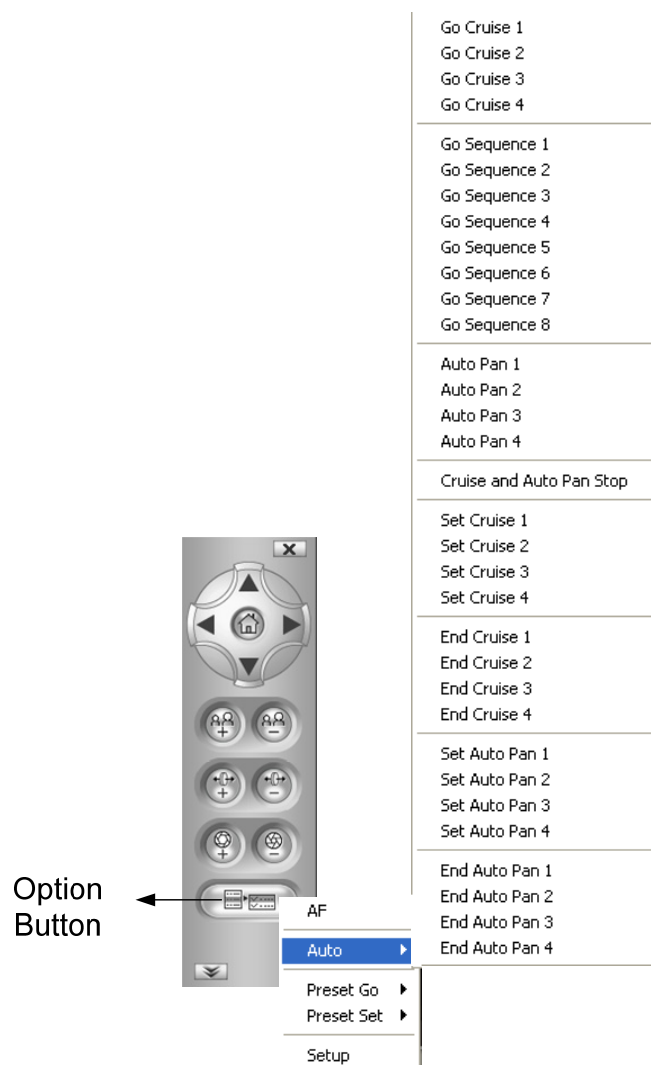 Go Cruise 1
Go Cruise 2
Go Cruise 3
Go Cruise 4
Go Sequence 1
Go Sequence 2
Go Sequence 3
Go Sequence 4
Go Sequence 5
Go Sequence 6
Go Sequence 7
Go Sequence 8
Auto Pan 1
Auto Pan 2
Auto Pan 3
Auto Pan 4
Cruise and Auto Pan Stop
Set Cruise 1
Set Cruise 2
Set Cruise 3
Set Cruise 4
End Cruise 1
End Cruise 2
End Cruise 3
End Cruise 4
Set Auto Pan 1
Set Auto Pan 2
Set Auto Pan 3
Set Auto Pan 4
End Auto Pan 1
End Auto Pan 2
End Auto Pan 3
End Auto Pan 4
Option
Button
AF
Auto
Preset Go
Preset Set
Setup